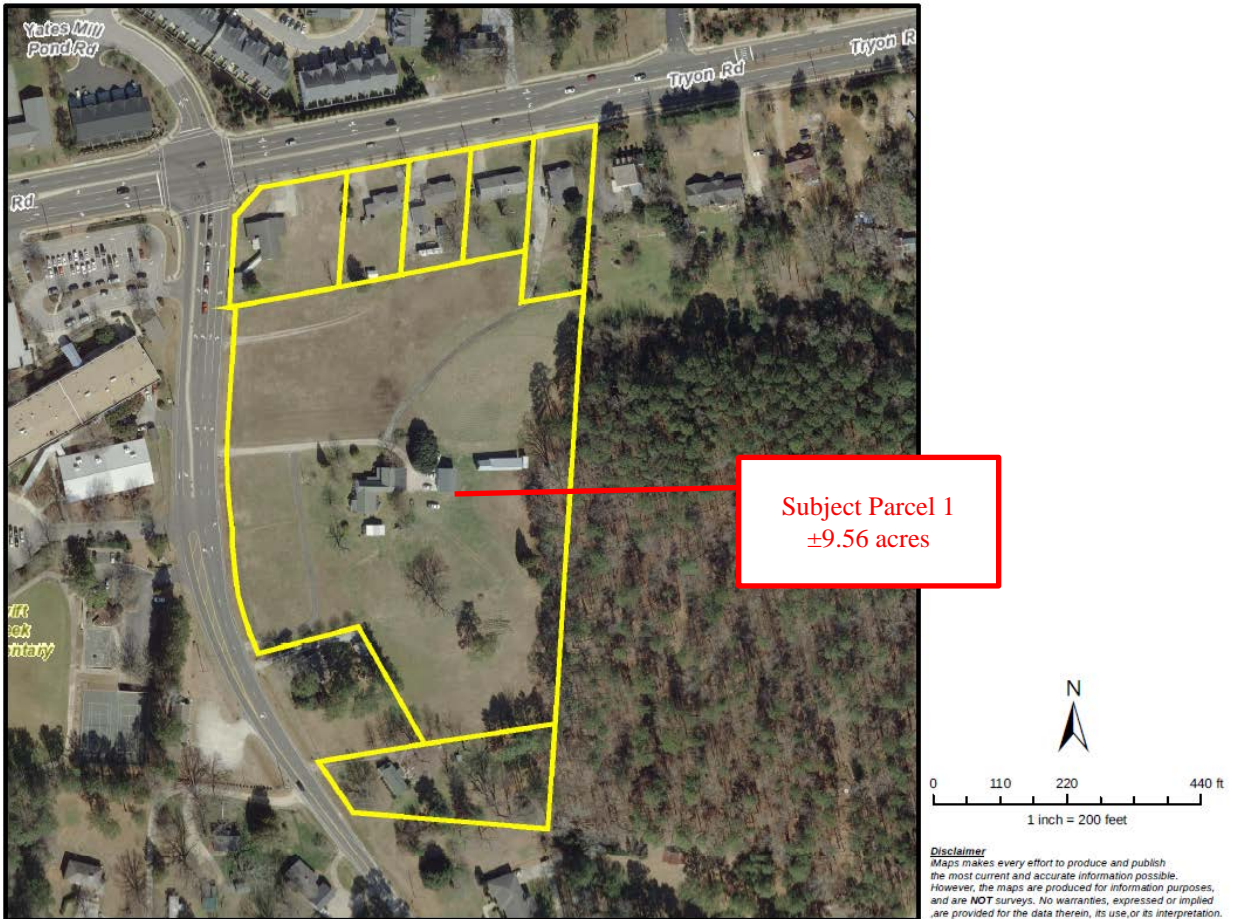 Yates Mill
Pond Rd
Tryon R
Tryon Rd
Rd
Subject Parcel 1
±9.56 acres
ift
ek
ntary
N
0 110 220 440 ft
1 inch = 200 feet
Disclaimer
iMaps makes every effort to produce and publish
the most current and accurate information possible.
However, the maps are produced for information purposes,
and are NOT surveys. No warranties, expressed or implied
,are provided for the data therein, its use,or its interpretation.